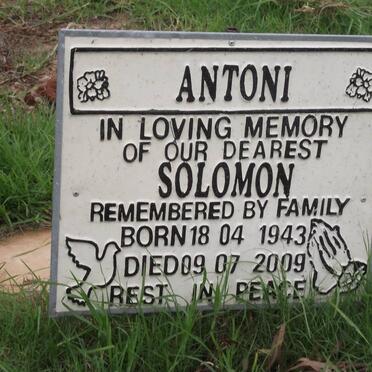 ANTONI
IN LOVING MEMORY
OF OUR DEAREST
SOLOMON
REMEMBERED BY FAMILY
BORN 18 04 1943
DIED 09 07 2009
REST IN PEACE